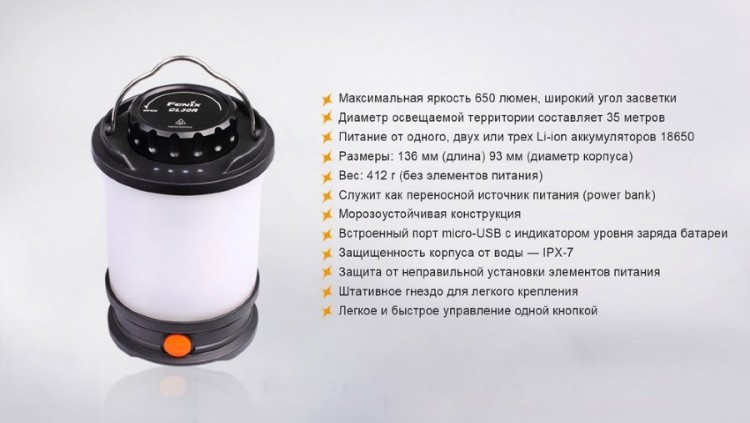 FENIX
CL30R
Максимальная яркость 650 люмен, широкий угол засветки
Диаметр освещаемой территории составляет 35 метров
Питание от одного, двух или трех Li-ion аккумуляторов 18650
Размеры: 136 мм (длина) 93 мм (диаметр корпуса)
Вес: 412 г (без элементов питания)
Служит как переносной источник питания (power bank)
Морозоустойчивая конструкция
Встроенный порт micro-USB с индикатором уровня заряда батареи
Защищенность корпуса от воды — IPX-7
Защита от неправильной установки элементов питания
Штативное гнездо для легкого крепления
Легкое и быстрое управление одной кнопкой